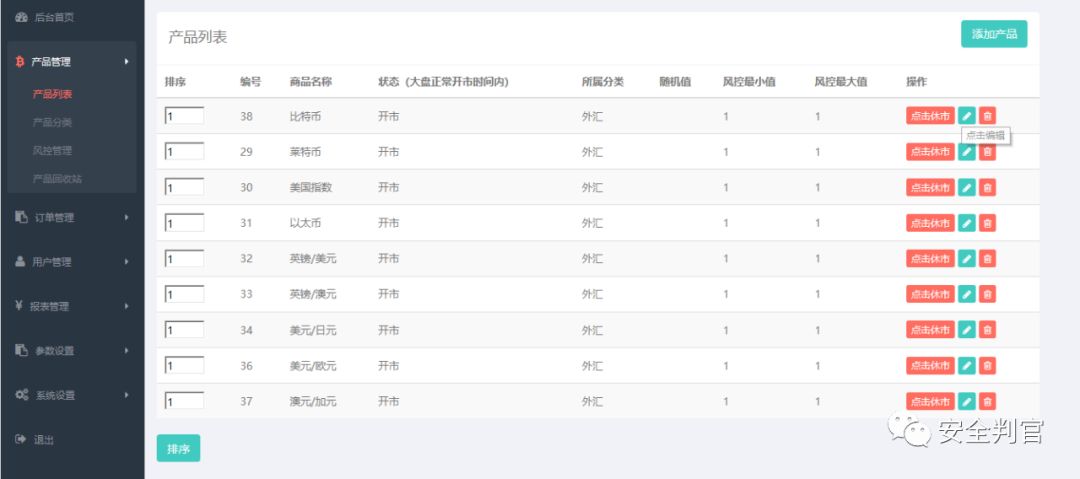 后台首页
产品管理
产品列表
产品分类
风控管理
产品回收站
订单管理
用户管理
报表管理
参数设置
系统设置
退出
产品列表 添加产品
排序 编号 商品名称 状态（大盘正常开市时间内） 所属分类 随机值 风控最小值 风控最大值 操作
1 38 比特币 开市 外汇 1 1 点击休市
点击编辑
1 29 莱特币 开市 外汇 1 1 点击休市
1 30 美国指数 开市 外汇 1 1 点击休市
1 31 以太币 开市 外汇 1 1 点击休市
1 32 英镑/美元 开市 外汇 1 1 点击休市
1 33 英镑/澳元 开市 外汇 1 1 点击休市
1 34 美元/日元 开市 外汇 1 1 点击休市
1 36 美元/欧元 开市 外汇 1 1 点击休市
1 37 澳元/加元 开市 外汇 1 1 点击休市
排序
安全判官